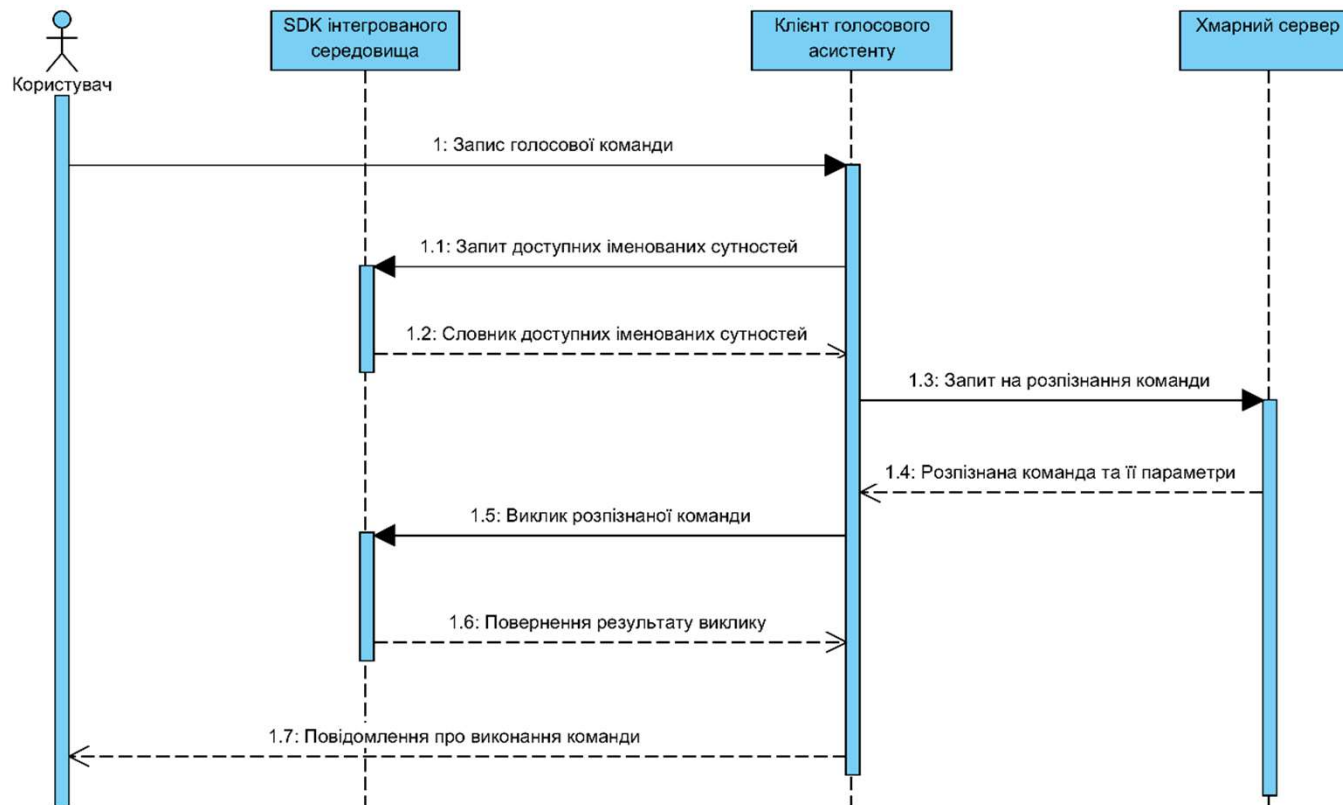 SDK інтегрованого
середовища
Клієнт голосового
асистенту
Хмарний сервер
Користувач
1: Запис голосової команди
1.1: Запит доступних іменованих сутностей
1.2: Словник доступних іменованих сутностей
1.3: Запит на розпізнання команди
1.4: Розпізнана команда та її параметри
1.5: Виклик розпізнаної команди
1.6: Повернення результату виклику
1.7: Повідомлення про виконання команди